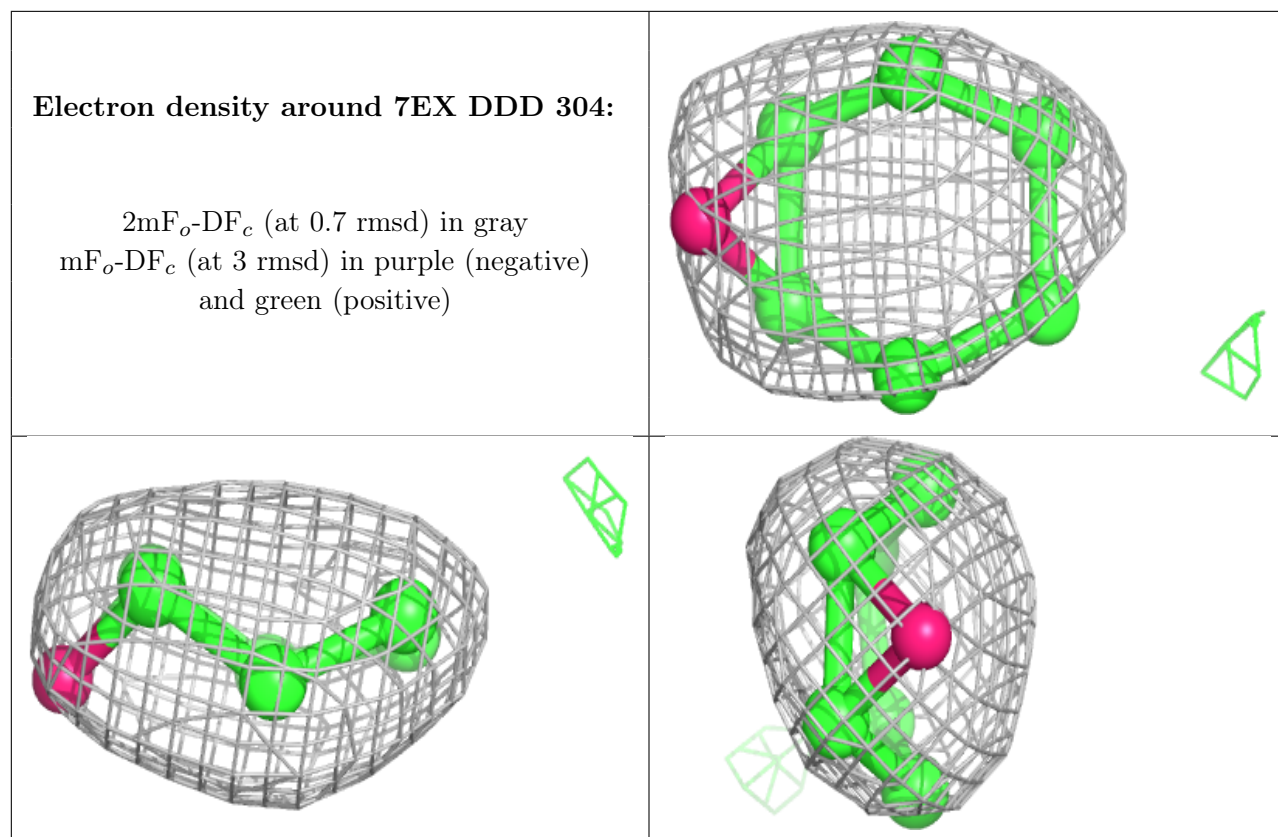 Electron density around 7EX DDD 304:
2mFₒ-DF𝒸 (at 0.7 rmsd) in gray
mFₒ-DF𝒸 (at 3 rmsd) in purple (negative)
and green (positive)